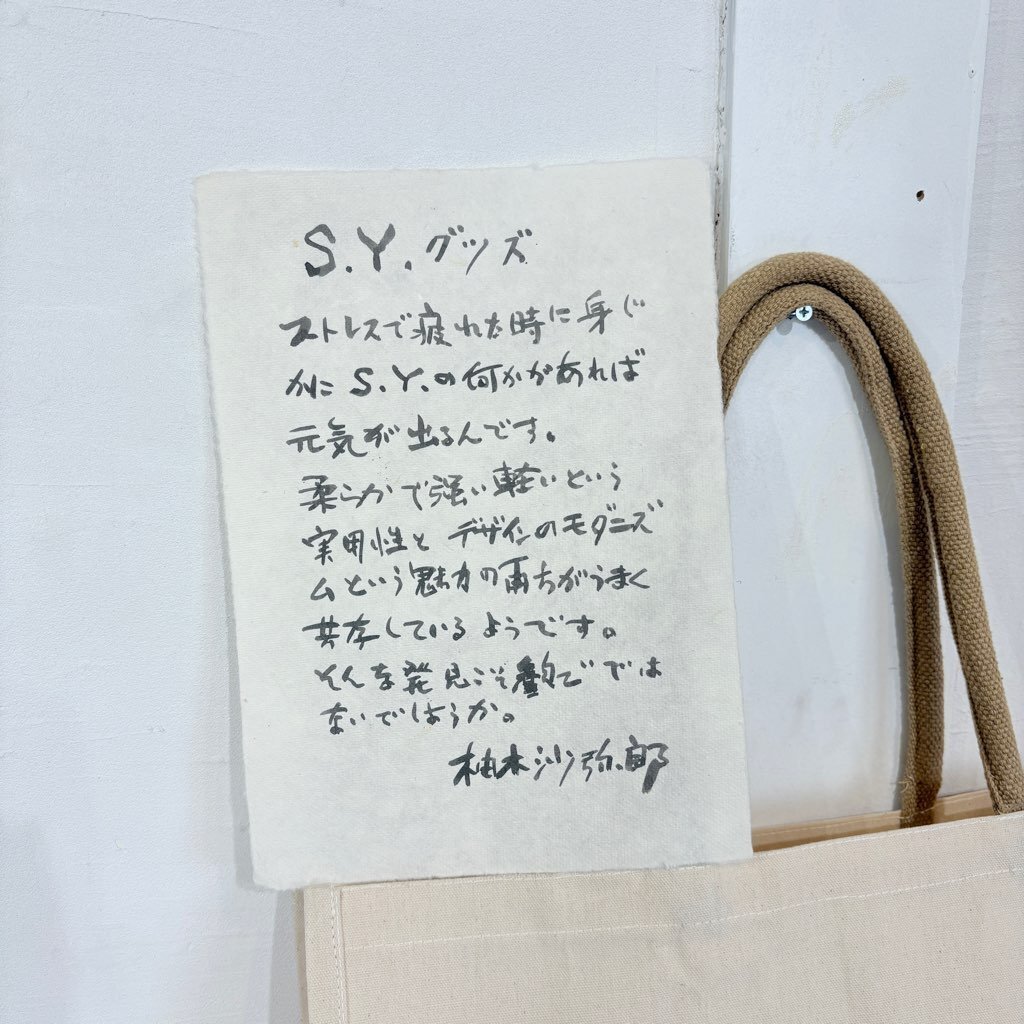 S.Y.グッズ
ストレスで疲れた時に身ぢ
かに S.Y.の何かがあれば
元気が出るんです。
柔らかで強い軽いという
実用性と デザインのモダニズ
ムという魅力の両方がうまく
共存しているようです。
そんな発見こそ では
ないでしょうか。
柚木沙弥郎